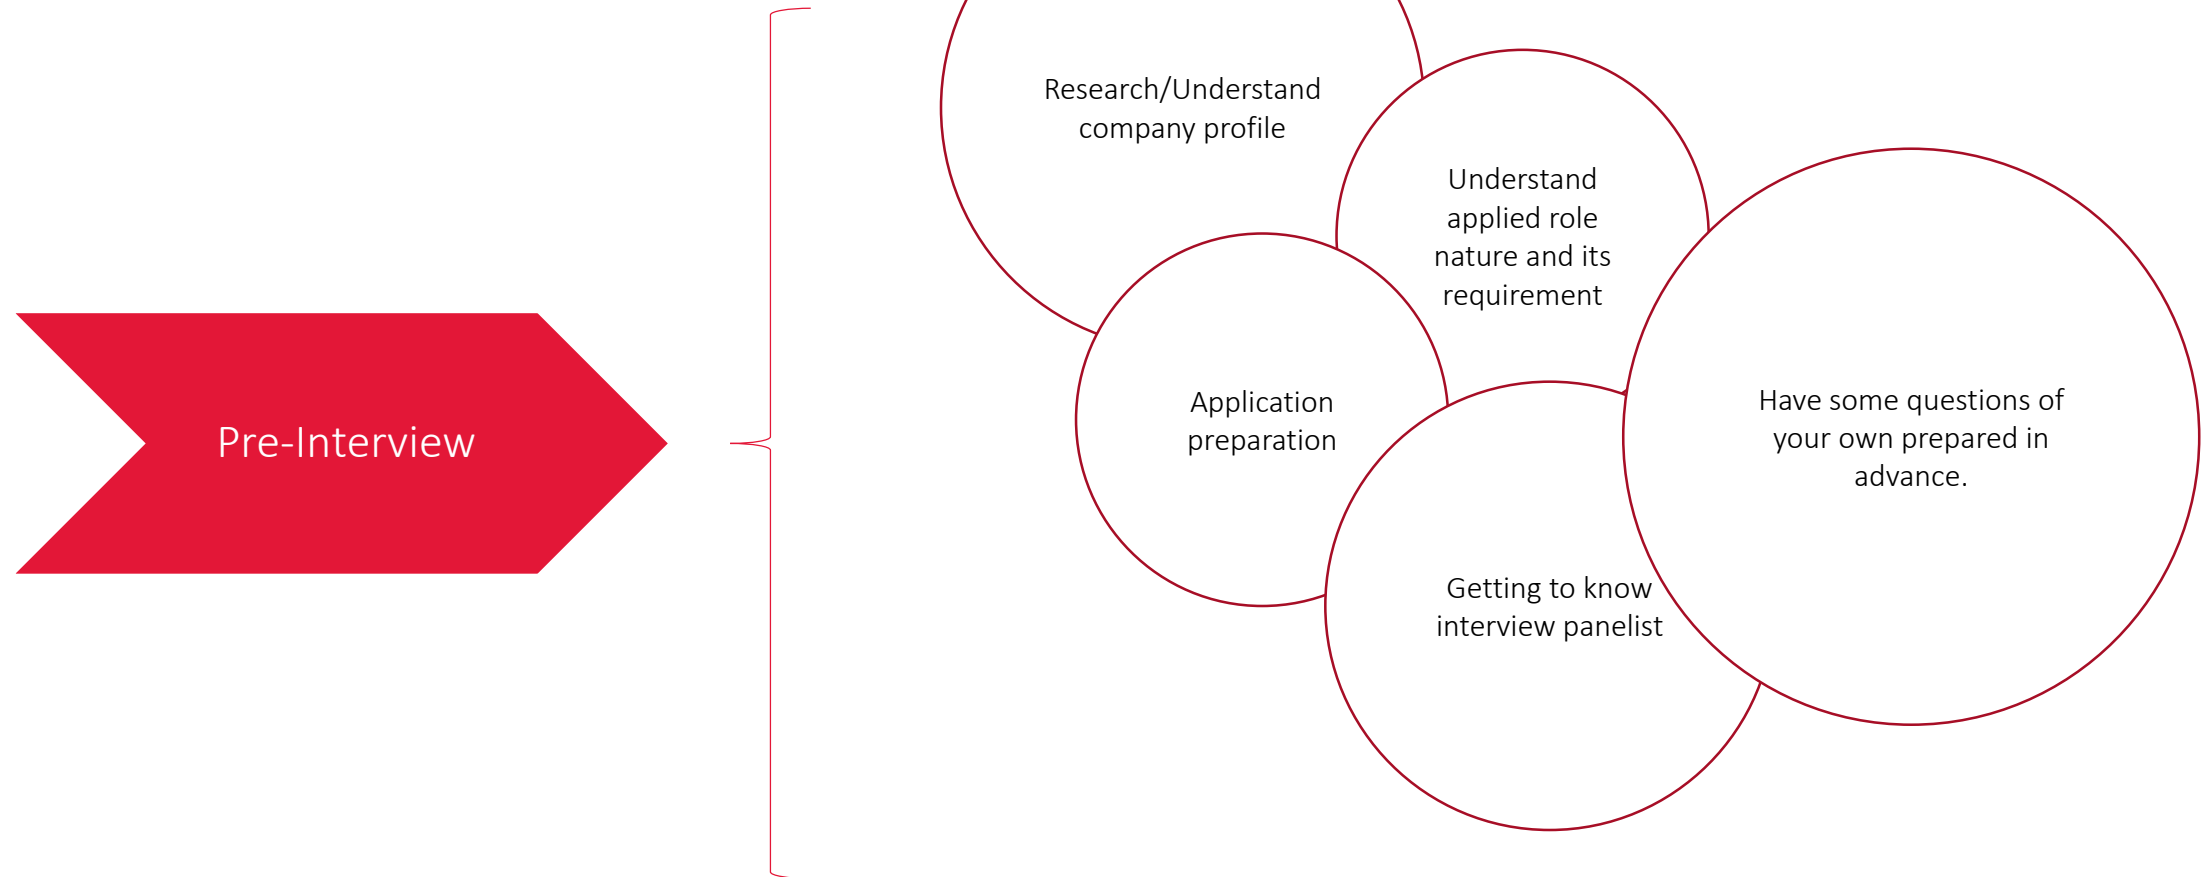 Pre-Interview
Research/Understand
company profile
Understand
applied role
nature and its
requirement
Application
preparation
Getting to know
interview panelist
Have some questions of
your own prepared in
advance.